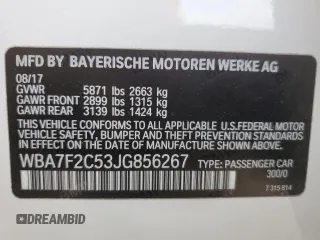 MFD BY BAYERISCHE MOTOREN WERKE AG
08/17
GVWR 5871 lbs 2663 kg
GAWR FRONT 2899 lbs 1315 kg
GAWR REAR 3139 lbs 1424 kg
THIS VEHICLE CONFORMS TO ALL APPLICABLE
FEDERAL MOTOR VEHICLE SAFETY, BUMPER, AND
THEFT PREVENTION STANDARDS IN EFFECT ON
THE DATE OF MANUFACTURE SHOWN ABOVE.
WBA7F2C53JG856267 TYPE: PASSENGER CAR
300/0
7 315 814